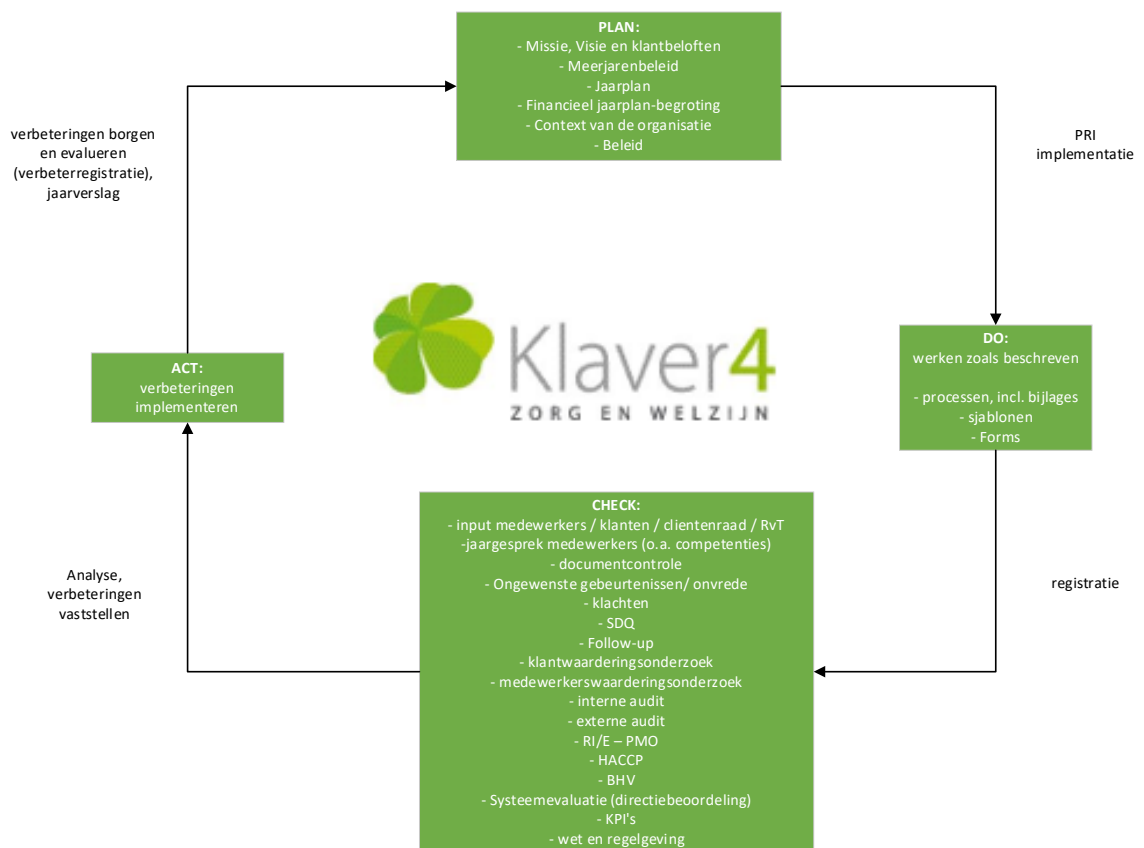 PLAN:
- Missie, Visie en klantbeloften
- Meerjarenbeleid
- Jaarplan
- Financieel jaarplan-begroting
- Context van de organisatie
- Beleid
verbeteringen borgen
en evalueren
(verbeterregistratie),
jaarverslag
PRI
implementatie
Klaver4
ZORG EN WELZIJN
ACT:
verbeteringen
implementeren
DO:
werken zoals beschreven
- processen, incl. bijlages
- sjablonen
- Forms
CHECK:
- input medewerkers / klanten / clientenraad / RvT
-jaargesprek medewerkers (o.a. competenties)
- documentcontrole
- Ongewenste gebeurtenissen/ onvrede
- klachten
- SDQ
- Follow-up
- klantwaarderingsonderzoek
- medewerkerswaarderingsonderzoek
- interne audit
- externe audit
- RI/E – PMO
- HACCP
- BHV
- Systeemevaluatie (directiebeoordeling)
- KPI's
- wet en regelgeving
Analyse,
verbeteringen
vaststellen
registratie